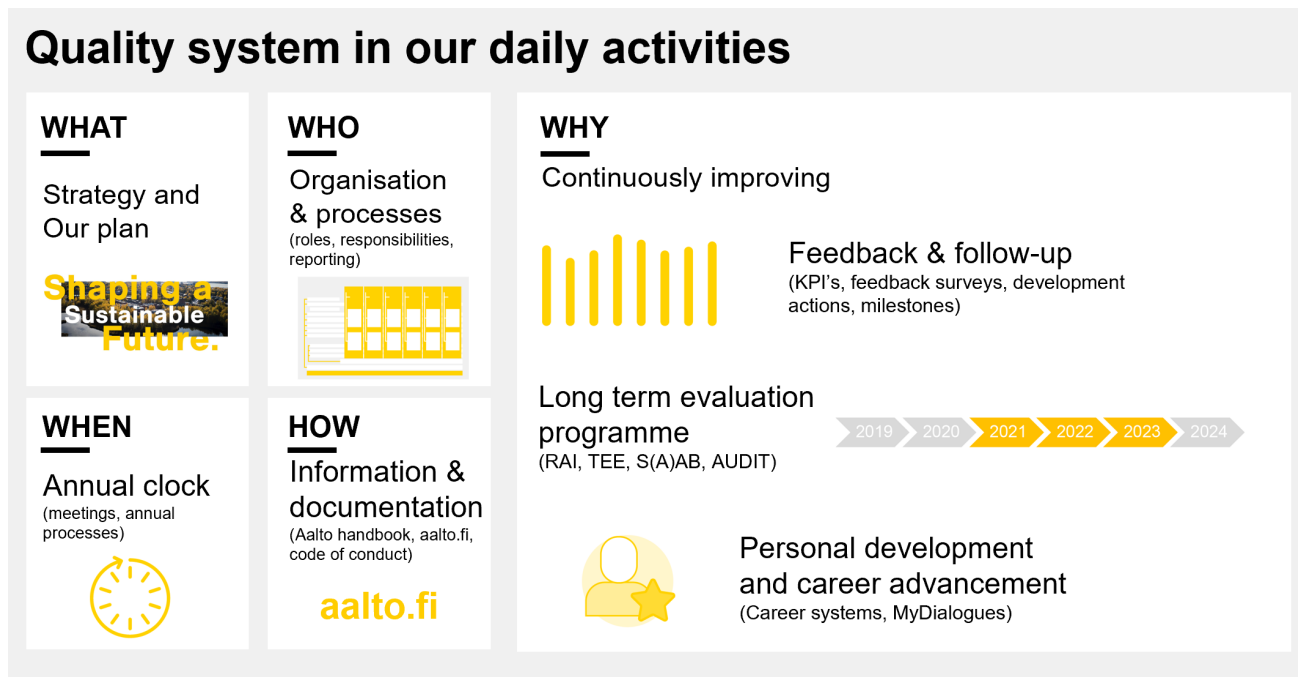 Quality system in our daily activities
WHAT
Strategy and
Our plan
Shaping a
Sustainable
Future.
WHO
Organisation
& processes
(roles, responsibilities,
reporting)
WHEN
Annual clock
(meetings, annual
processes)
HOW
Information &
documentation
(Aalto handbook, aalto.fi,
code of conduct)
aalto.fi
WHY
Continuously improving
Feedback & follow-up
(KPI's, feedback surveys, development
actions, milestones)
Long term evaluation
programme
(RAI, TEE, S(A)AB, AUDIT)
2019 2020 2021 2022 2023 2024
Personal development
and career advancement
(Career systems, MyDialogues)